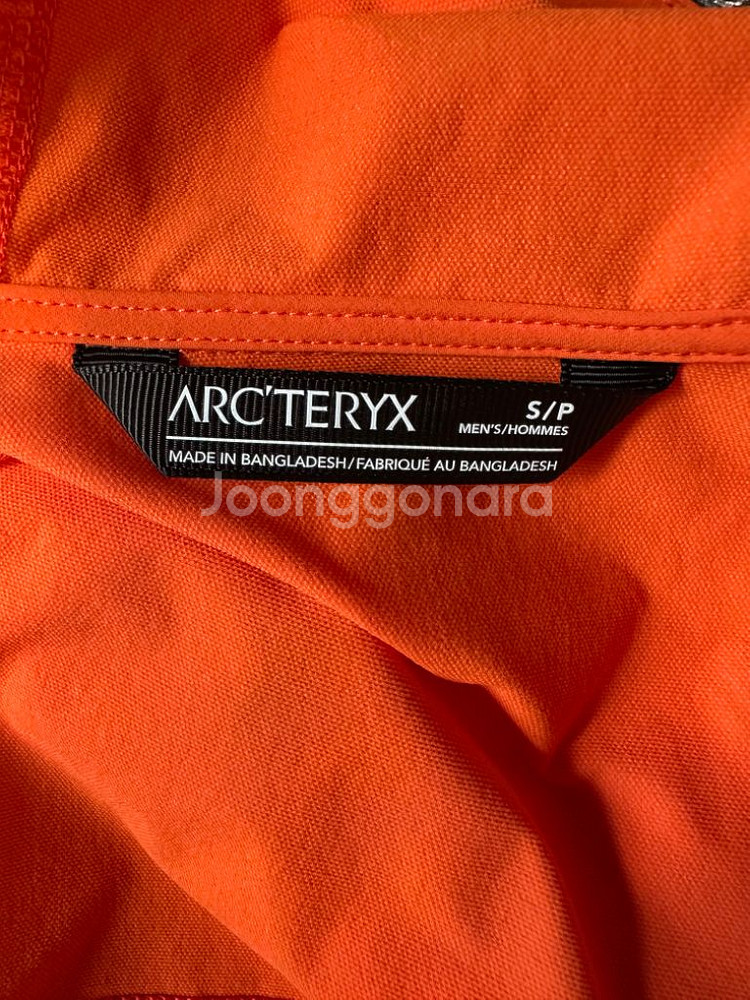 ARC'TERYX
S/P
MEN'S/HOMMES
MADE IN BANGLADESH/FABRIQUÉ AU BANGLADESH
Joonggonara